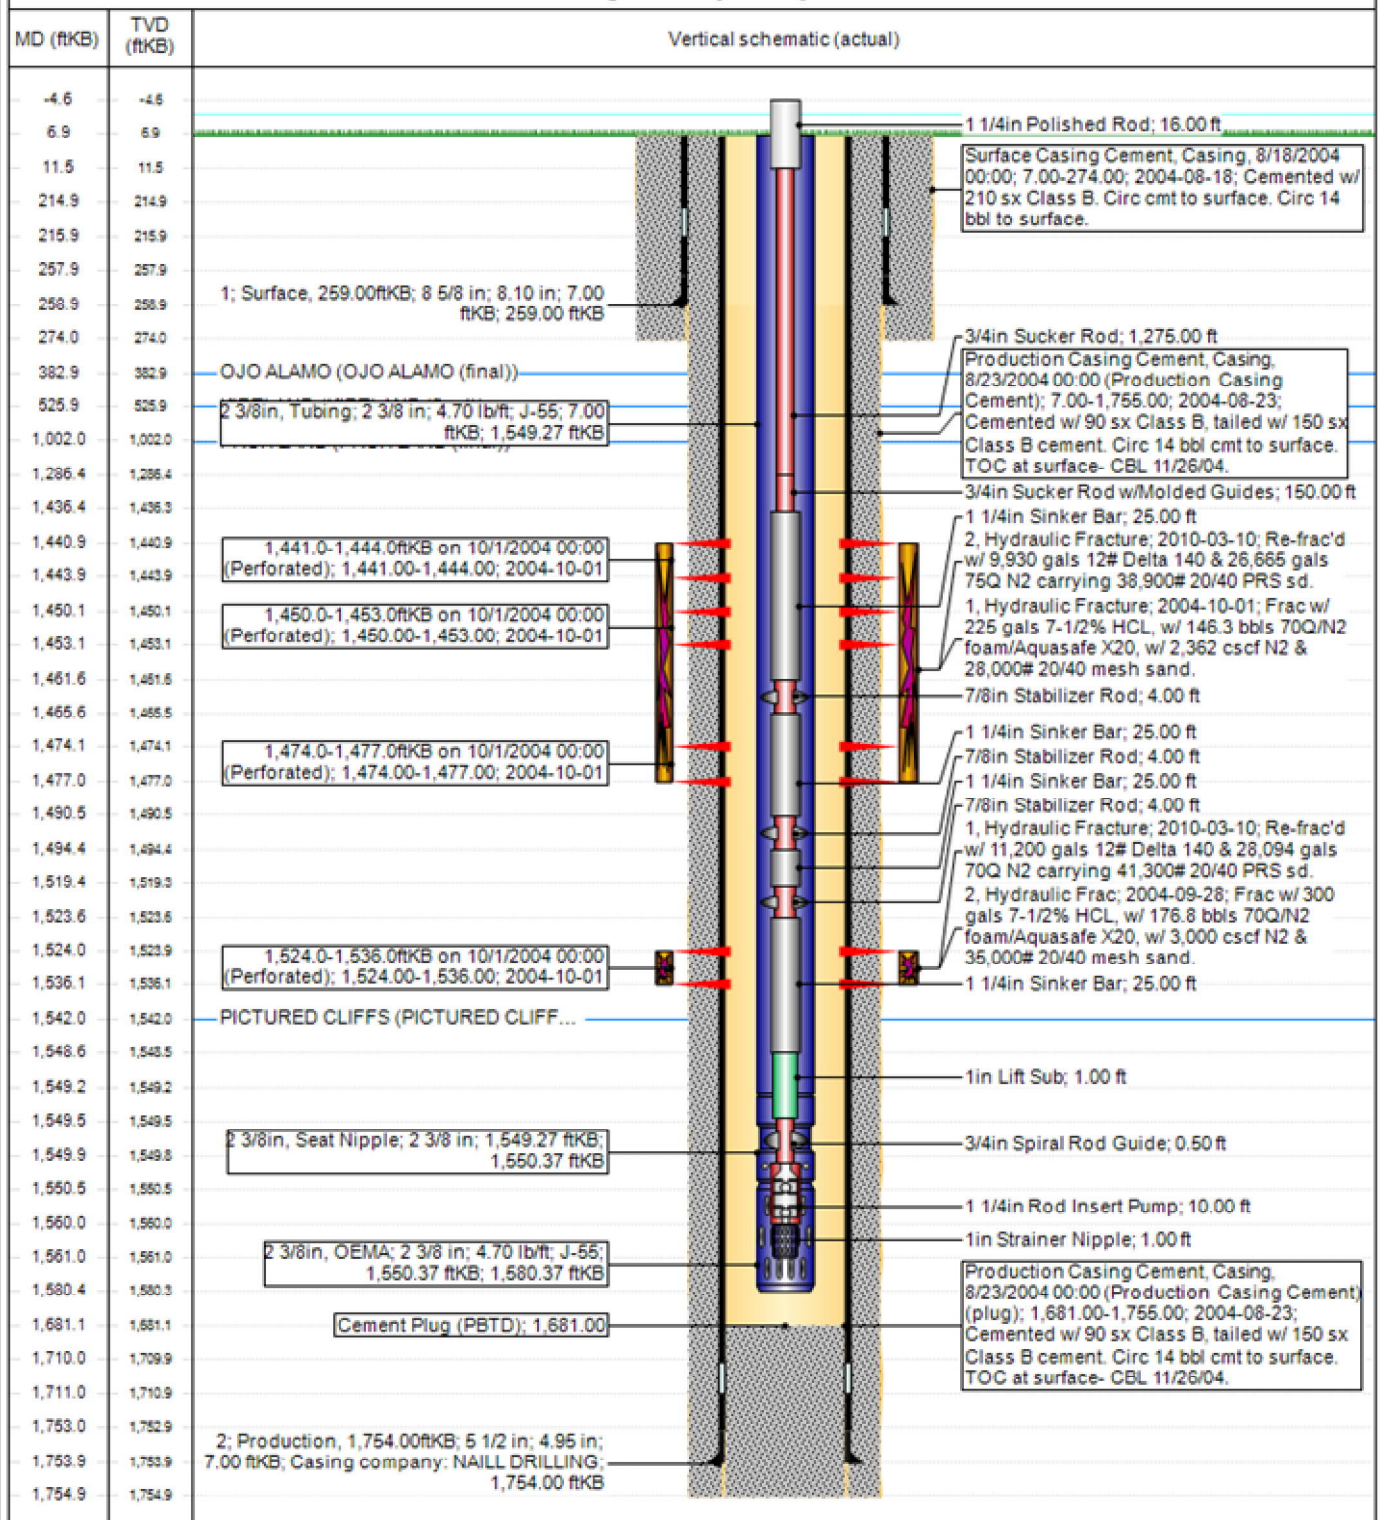 MD (ftKB)
TVD
(ftKB)
Vertical schematic (actual)
-4.6 -4.6
6.9 6.9
11.5 11.5
214.9 214.9
215.9 215.9
257.9 257.9
258.9 258.9
274.0 274.0
382.9 382.9
525.9 525.9
1,002.0 1,002.0
1,286.4 1,286.4
1,436.4 1,436.3
1,440.9 1,440.9
1,443.9 1,443.9
1,450.1 1,450.1
1,453.1 1,453.1
1,461.6 1,461.6
1,465.6 1,465.5
1,474.1 1,474.1
1,477.0 1,477.0
1,490.5 1,490.5
1,494.4 1,494.4
1,519.4 1,519.3
1,523.6 1,523.6
1,524.0 1,523.9
1,536.1 1,536.1
1,542.0 1,542.0
1,548.6 1,548.5
1,549.2 1,549.2
1,549.5 1,549.5
1,549.9 1,549.8
1,550.5 1,550.5
1,560.0 1,560.0
1,561.0 1,561.0
1,580.4 1,580.3
1,681.1 1,681.1
1,710.0 1,709.9
1,711.0 1,710.9
1,753.0 1,752.9
1,753.9 1,753.9
1,754.9 1,754.9
1; Surface, 259.00ftKB; 8 5/8 in; 8.10 in; 7.00
ftKB; 259.00 ftKB
OJO ALAMO (OJO ALAMO (final))
2 3/8in, Tubing; 2 3/8 in; 4.70 lb/ft; J-55; 7.00
ftKB; 1,549.27 ftKB
1,441.0-1,444.0ftKB on 10/1/2004 00:00
(Perforated); 1,441.00-1,444.00; 2004-10-01
1,450.0-1,453.0ftKB on 10/1/2004 00:00
(Perforated); 1,450.00-1,453.00; 2004-10-01
1,474.0-1,477.0ftKB on 10/1/2004 00:00
(Perforated); 1,474.00-1,477.00; 2004-10-01
1,524.0-1,536.0ftKB on 10/1/2004 00:00
(Perforated); 1,524.00-1,536.00; 2004-10-01
PICTURED CLIFFS (PICTURED CLIFF...
2 3/8in, Seat Nipple; 2 3/8 in; 1,549.27 ftKB;
1,550.37 ftKB
2 3/8in, OEMA; 2 3/8 in; 4.70 lb/ft; J-55;
1,550.37 ftKB; 1,580.37 ftKB
Cement Plug (PBTD); 1,681.00
2; Production, 1,754.00ftKB; 5 1/2 in; 4.95 in;
7.00 ftKB; Casing company: NAILL DRILLING;
1,754.00 ftKB
1 1/4in Polished Rod; 16.00 ft
Surface Casing Cement, Casing, 8/18/2004
00:00; 7.00-274.00; 2004-08-18; Cemented w/
210 sx Class B. Circ cmt to surface. Circ 14
bbl to surface.
3/4in Sucker Rod; 1,275.00 ft
Production Casing Cement, Casing,
8/23/2004 00:00 (Production Casing
Cement); 7.00-1,755.00; 2004-08-23;
Cemented w/ 90 sx Class B, tailed w/ 150 sx
Class B cement. Circ 14 bbl cmt to surface.
TOC at surface- CBL 11/26/04.
3/4in Sucker Rod w/Molded Guides; 150.00 ft
1 1/4in Sinker Bar; 25.00 ft
2, Hydraulic Fracture; 2010-03-10; Re-frac'd
w/ 9,930 gals 12# Delta 140 & 26,665 gals
75Q N2 carrying 38,900# 20/40 PRS sd.
1, Hydraulic Fracture; 2004-10-01; Frac w/
225 gals 7-1/2% HCL, w/ 146.3 bbls 70Q/N2
foam/Aquasafe X20, w/ 2,362 cscf N2 &
28,000# 20/40 mesh sand.
7/8in Stabilizer Rod; 4.00 ft
1 1/4in Sinker Bar; 25.00 ft
7/8in Stabilizer Rod; 4.00 ft
1 1/4in Sinker Bar; 25.00 ft
7/8in Stabilizer Rod; 4.00 ft
1, Hydraulic Fracture; 2010-03-10; Re-frac'd
w/ 11,200 gals 12# Delta 140 & 28,094 gals
70Q N2 carrying 41,300# 20/40 PRS sd.
2, Hydraulic Frac; 2004-09-28; Frac w/ 300
gals 7-1/2% HCL, w/ 176.8 bbls 70Q/N2
foam/Aquasafe X20, w/ 3,000 cscf N2 &
35,000# 20/40 mesh sand.
1 1/4in Sinker Bar; 25.00 ft
1in Lift Sub; 1.00 ft
3/4in Spiral Rod Guide; 0.50 ft
1 1/4in Rod Insert Pump; 10.00 ft
1in Strainer Nipple; 1.00 ft
Production Casing Cement, Casing,
8/23/2004 00:00 (Production Casing Cement)
(plug); 1,681.00-1,755.00; 2004-08-23;
Cemented w/ 90 sx Class B, tailed w/ 150 sx
Class B cement. Circ 14 bbl cmt to surface.
TOC at surface- CBL 11/26/04.